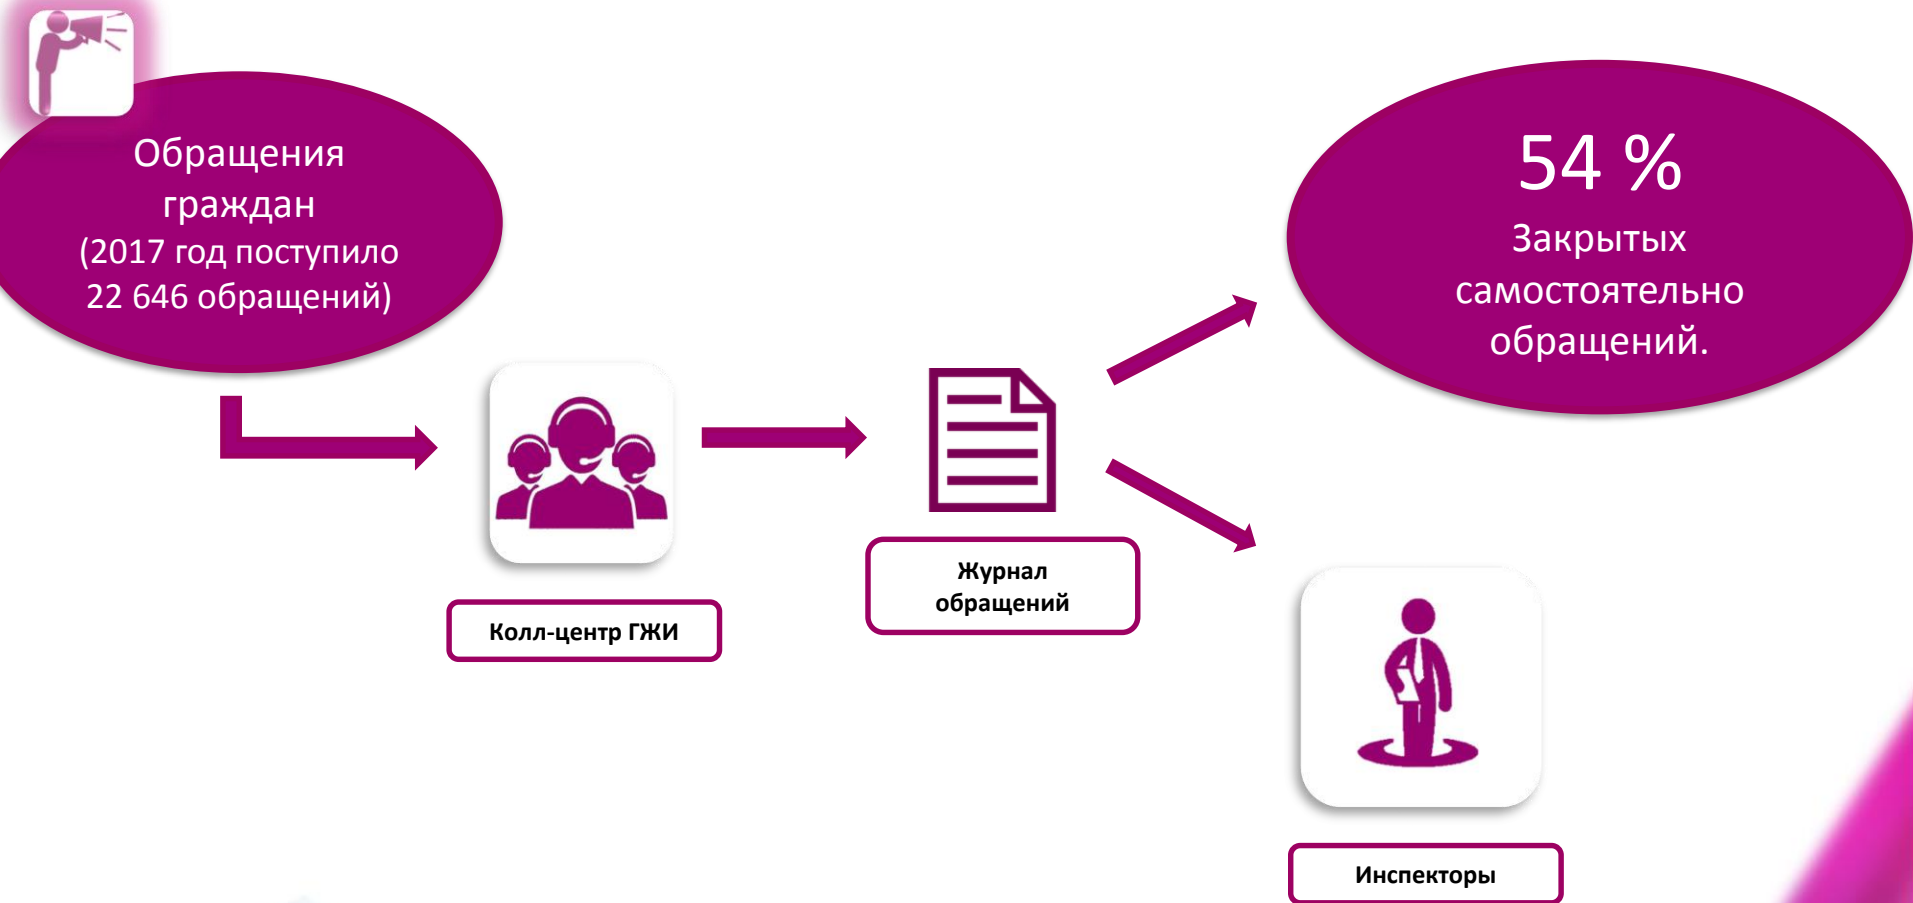 Обращения
граждан
(2017 год поступило
22 646 обращений)
54 %
Закрытых
самостоятельно
обращений.
Колл-центр ГЖИ
Журнал
обращений
Инспекторы